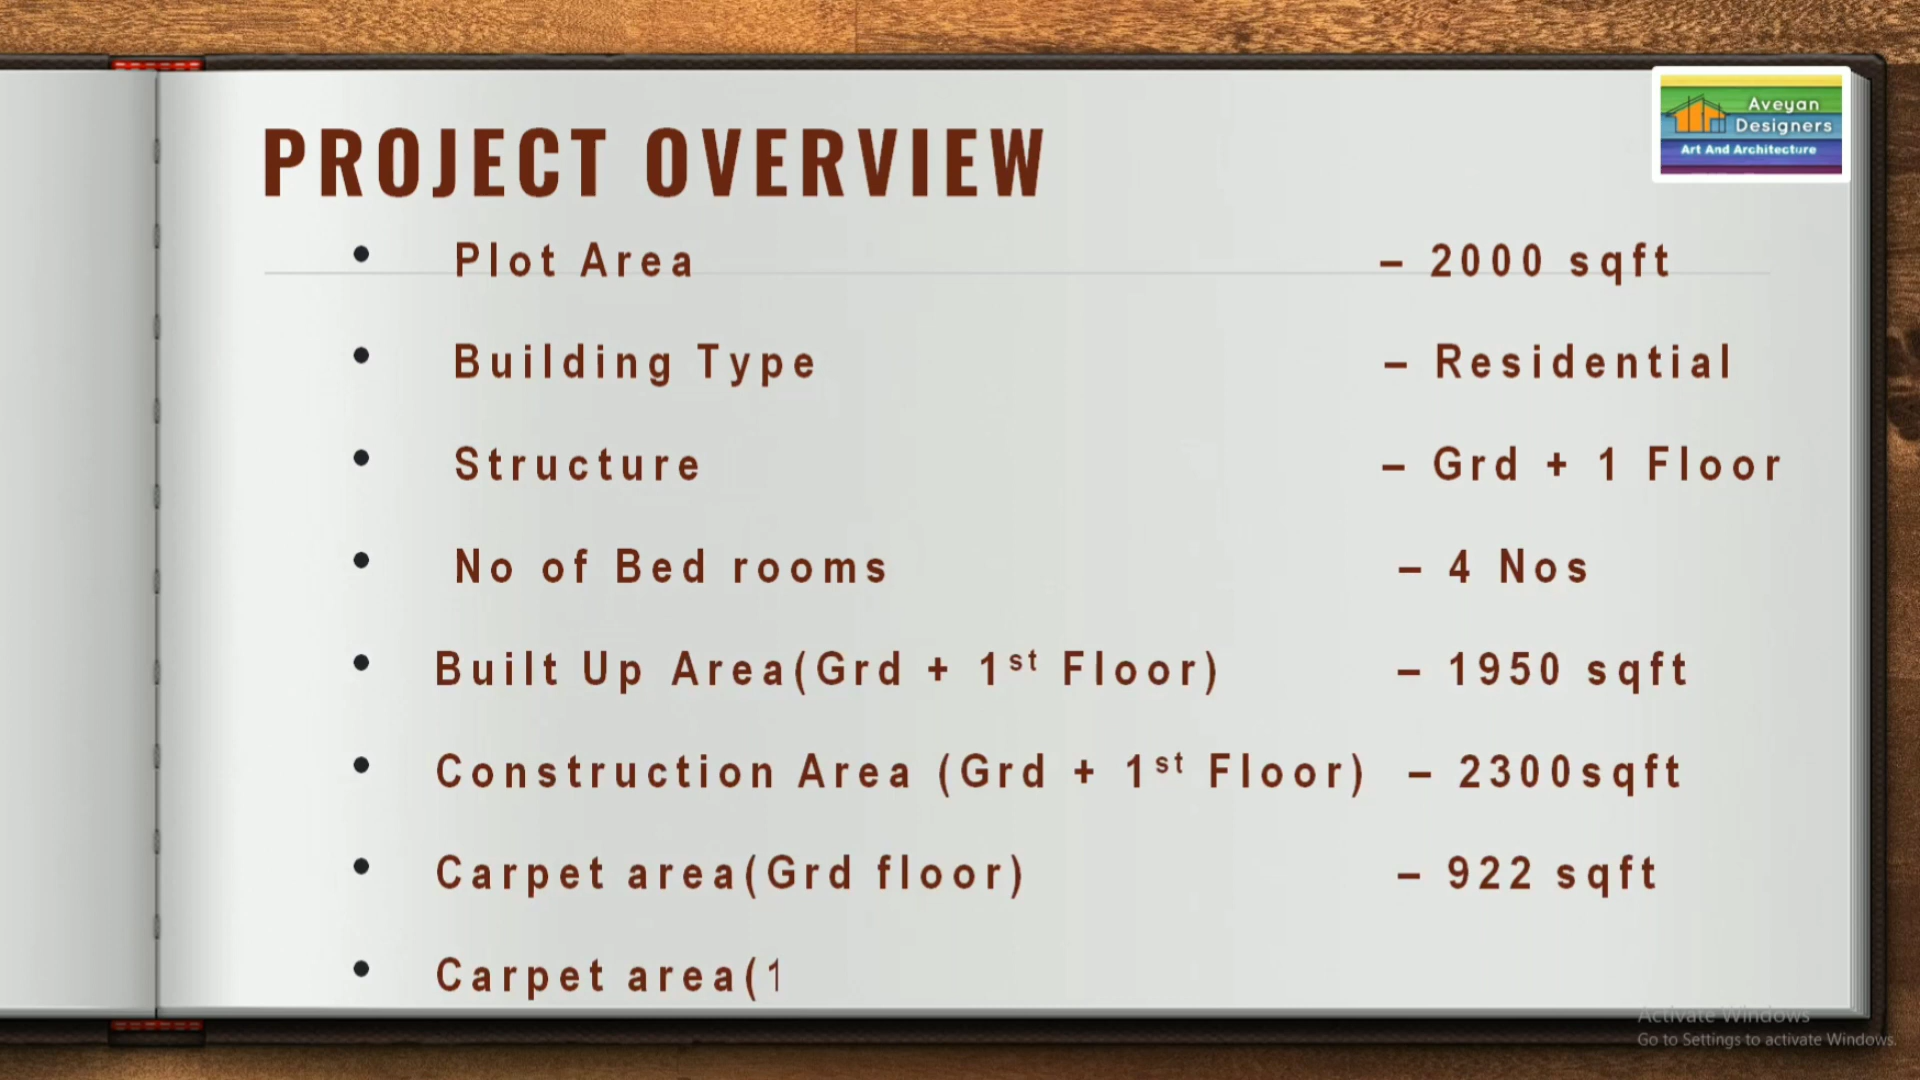 PROJECT OVERVIEW
Aveyan
Designers
Art And Architecture
• Plot Area – 2000 sqft
• Building Type – Residential
• Structure – Grd + 1 Floor
• No of Bed rooms – 4 Nos
• Built Up Area(Grd + 1st Floor) – 1950 sqft
• Construction Area (Grd + 1st Floor) – 2300sqft
• Carpet area(Grd floor) – 922 sqft
• Carpet area(1
Activate Windows
Go to Settings to activate Windows.